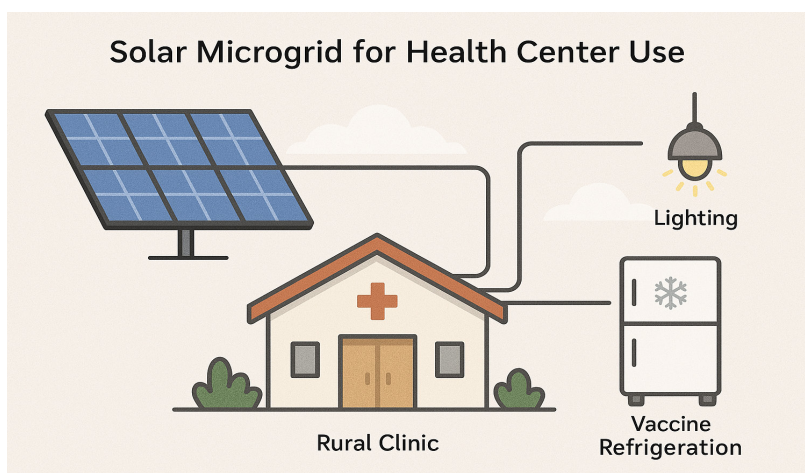 Solar Microgrid for Health Center Use
Lighting
Rural Clinic
Vaccine
Refrigeration